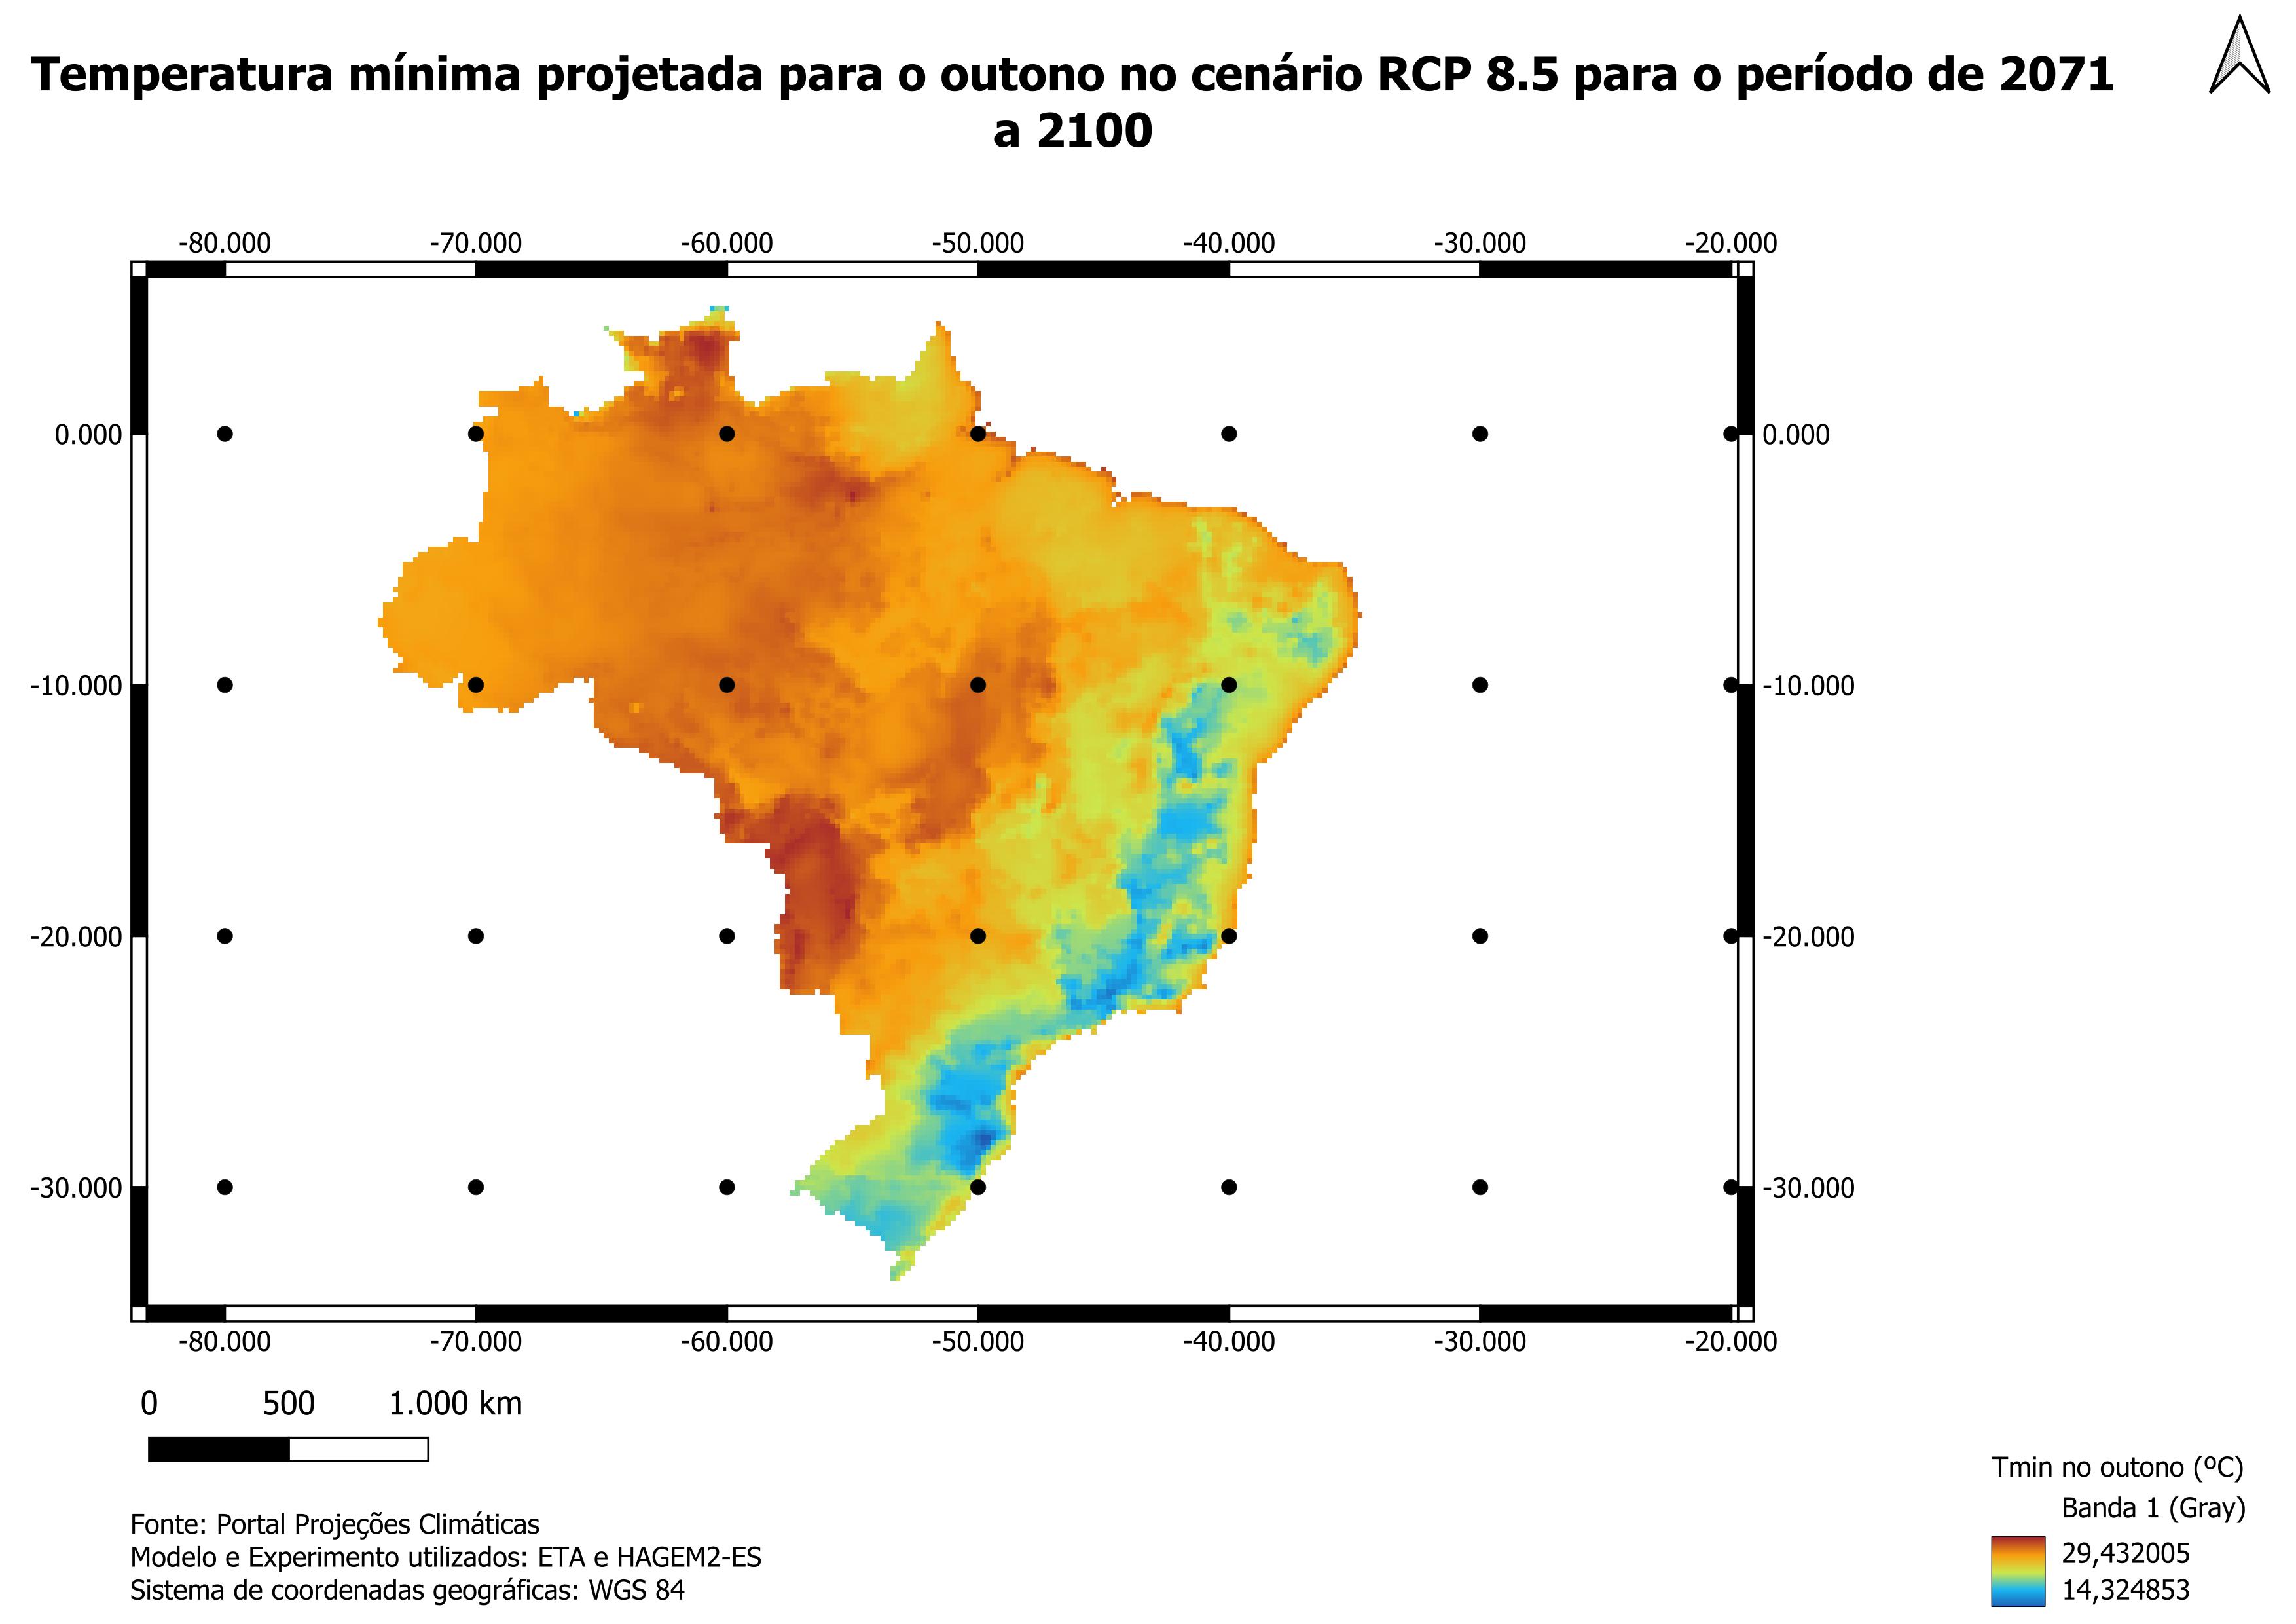 Temperatura mínima projetada para o outono no cenário RCP 8.5 para o período de 2071
a 2100
-80.000 -70.000 -60.000 -50.000 -40.000 -30.000 -20.000
0.000 0.000
-10.000 -10.000
-20.000 -20.000
-30.000 -30.000
-80.000 -70.000 -60.000 -50.000 -40.000 -30.000 -20.000
0 500 1.000 km
Tmin no outono (ºC)
Banda 1 (Gray)
29,432005
14,324853
Fonte: Portal Projeções Climáticas
Modelo e Experimento utilizados: ETA e HAGEM2-ES
Sistema de coordenadas geográficas: WGS 84